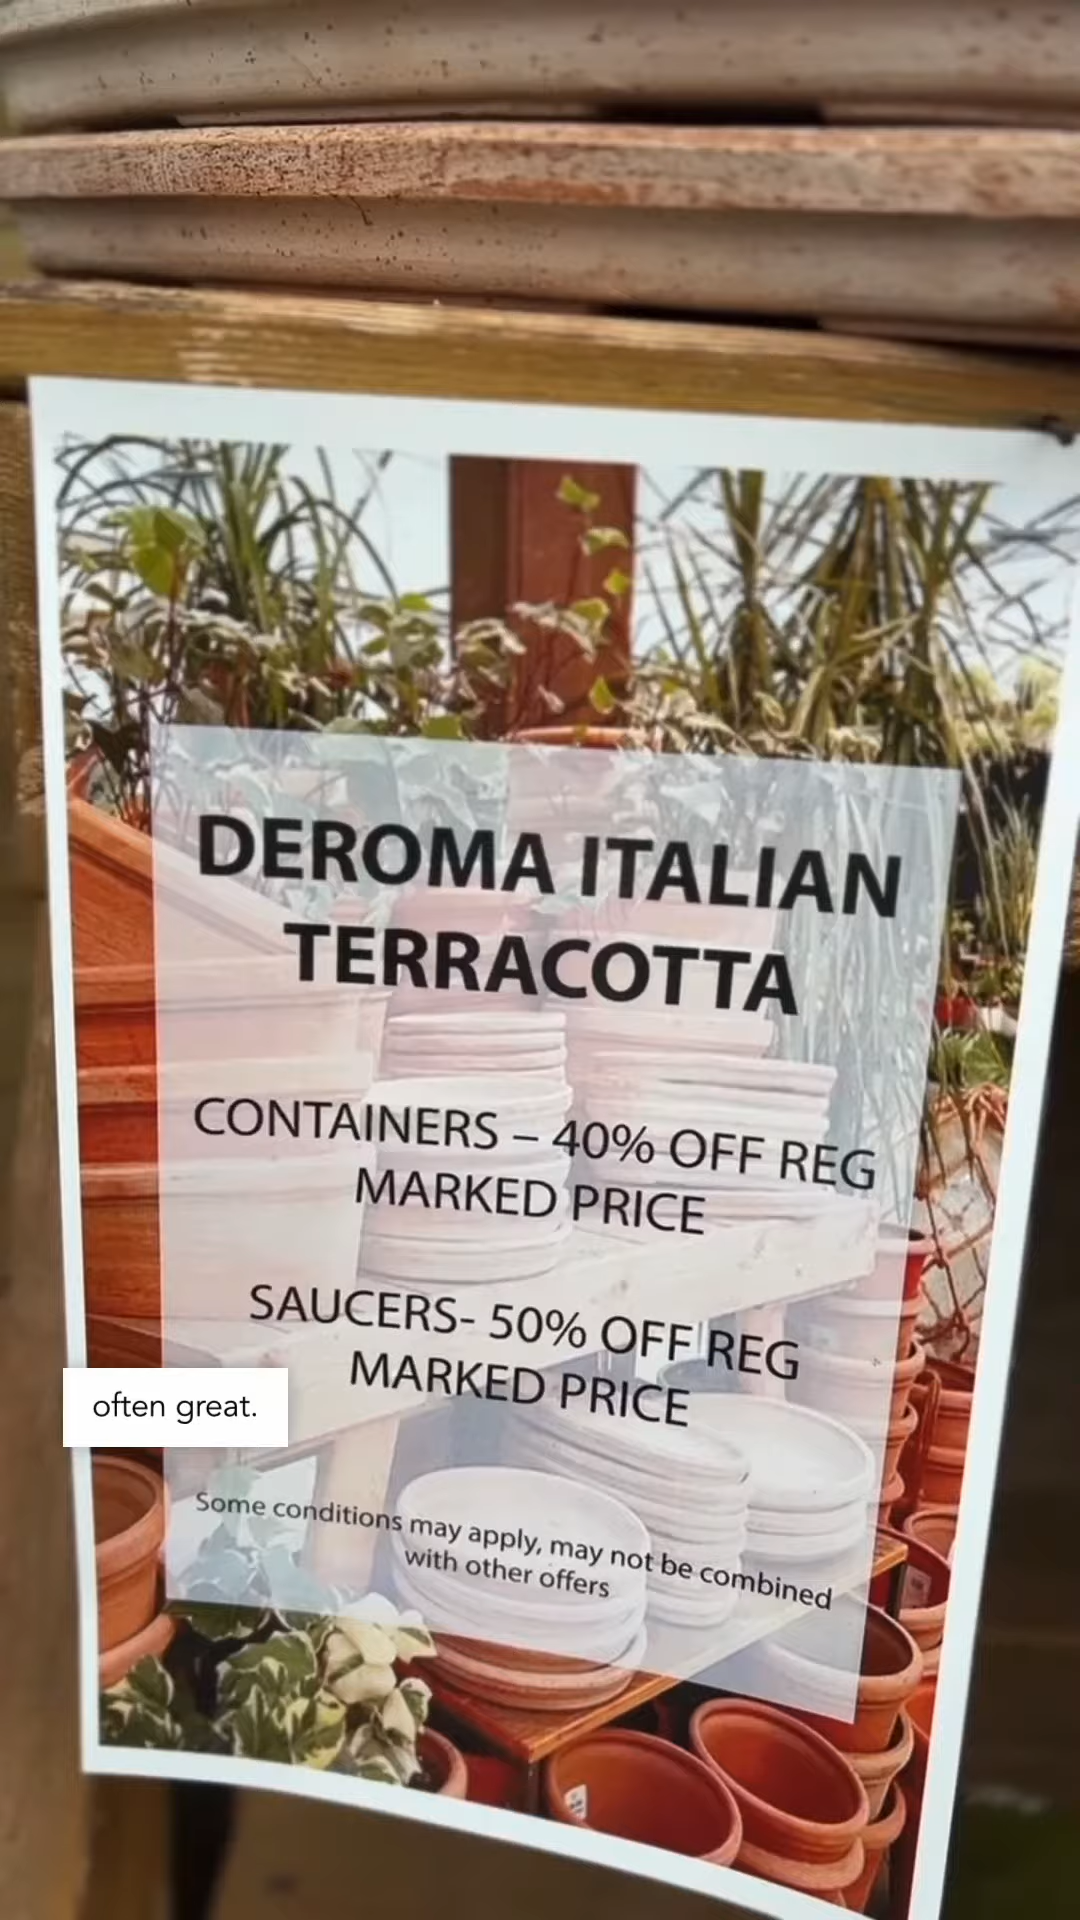 DEROMA ITALIAN
TERRACOTTA
CONTAINERS – 40% OFF REG
MARKED PRICE
SAUCERS- 50% OFF REG
MARKED PRICE
often great.
Some conditions may apply, may not be combined
with other offers